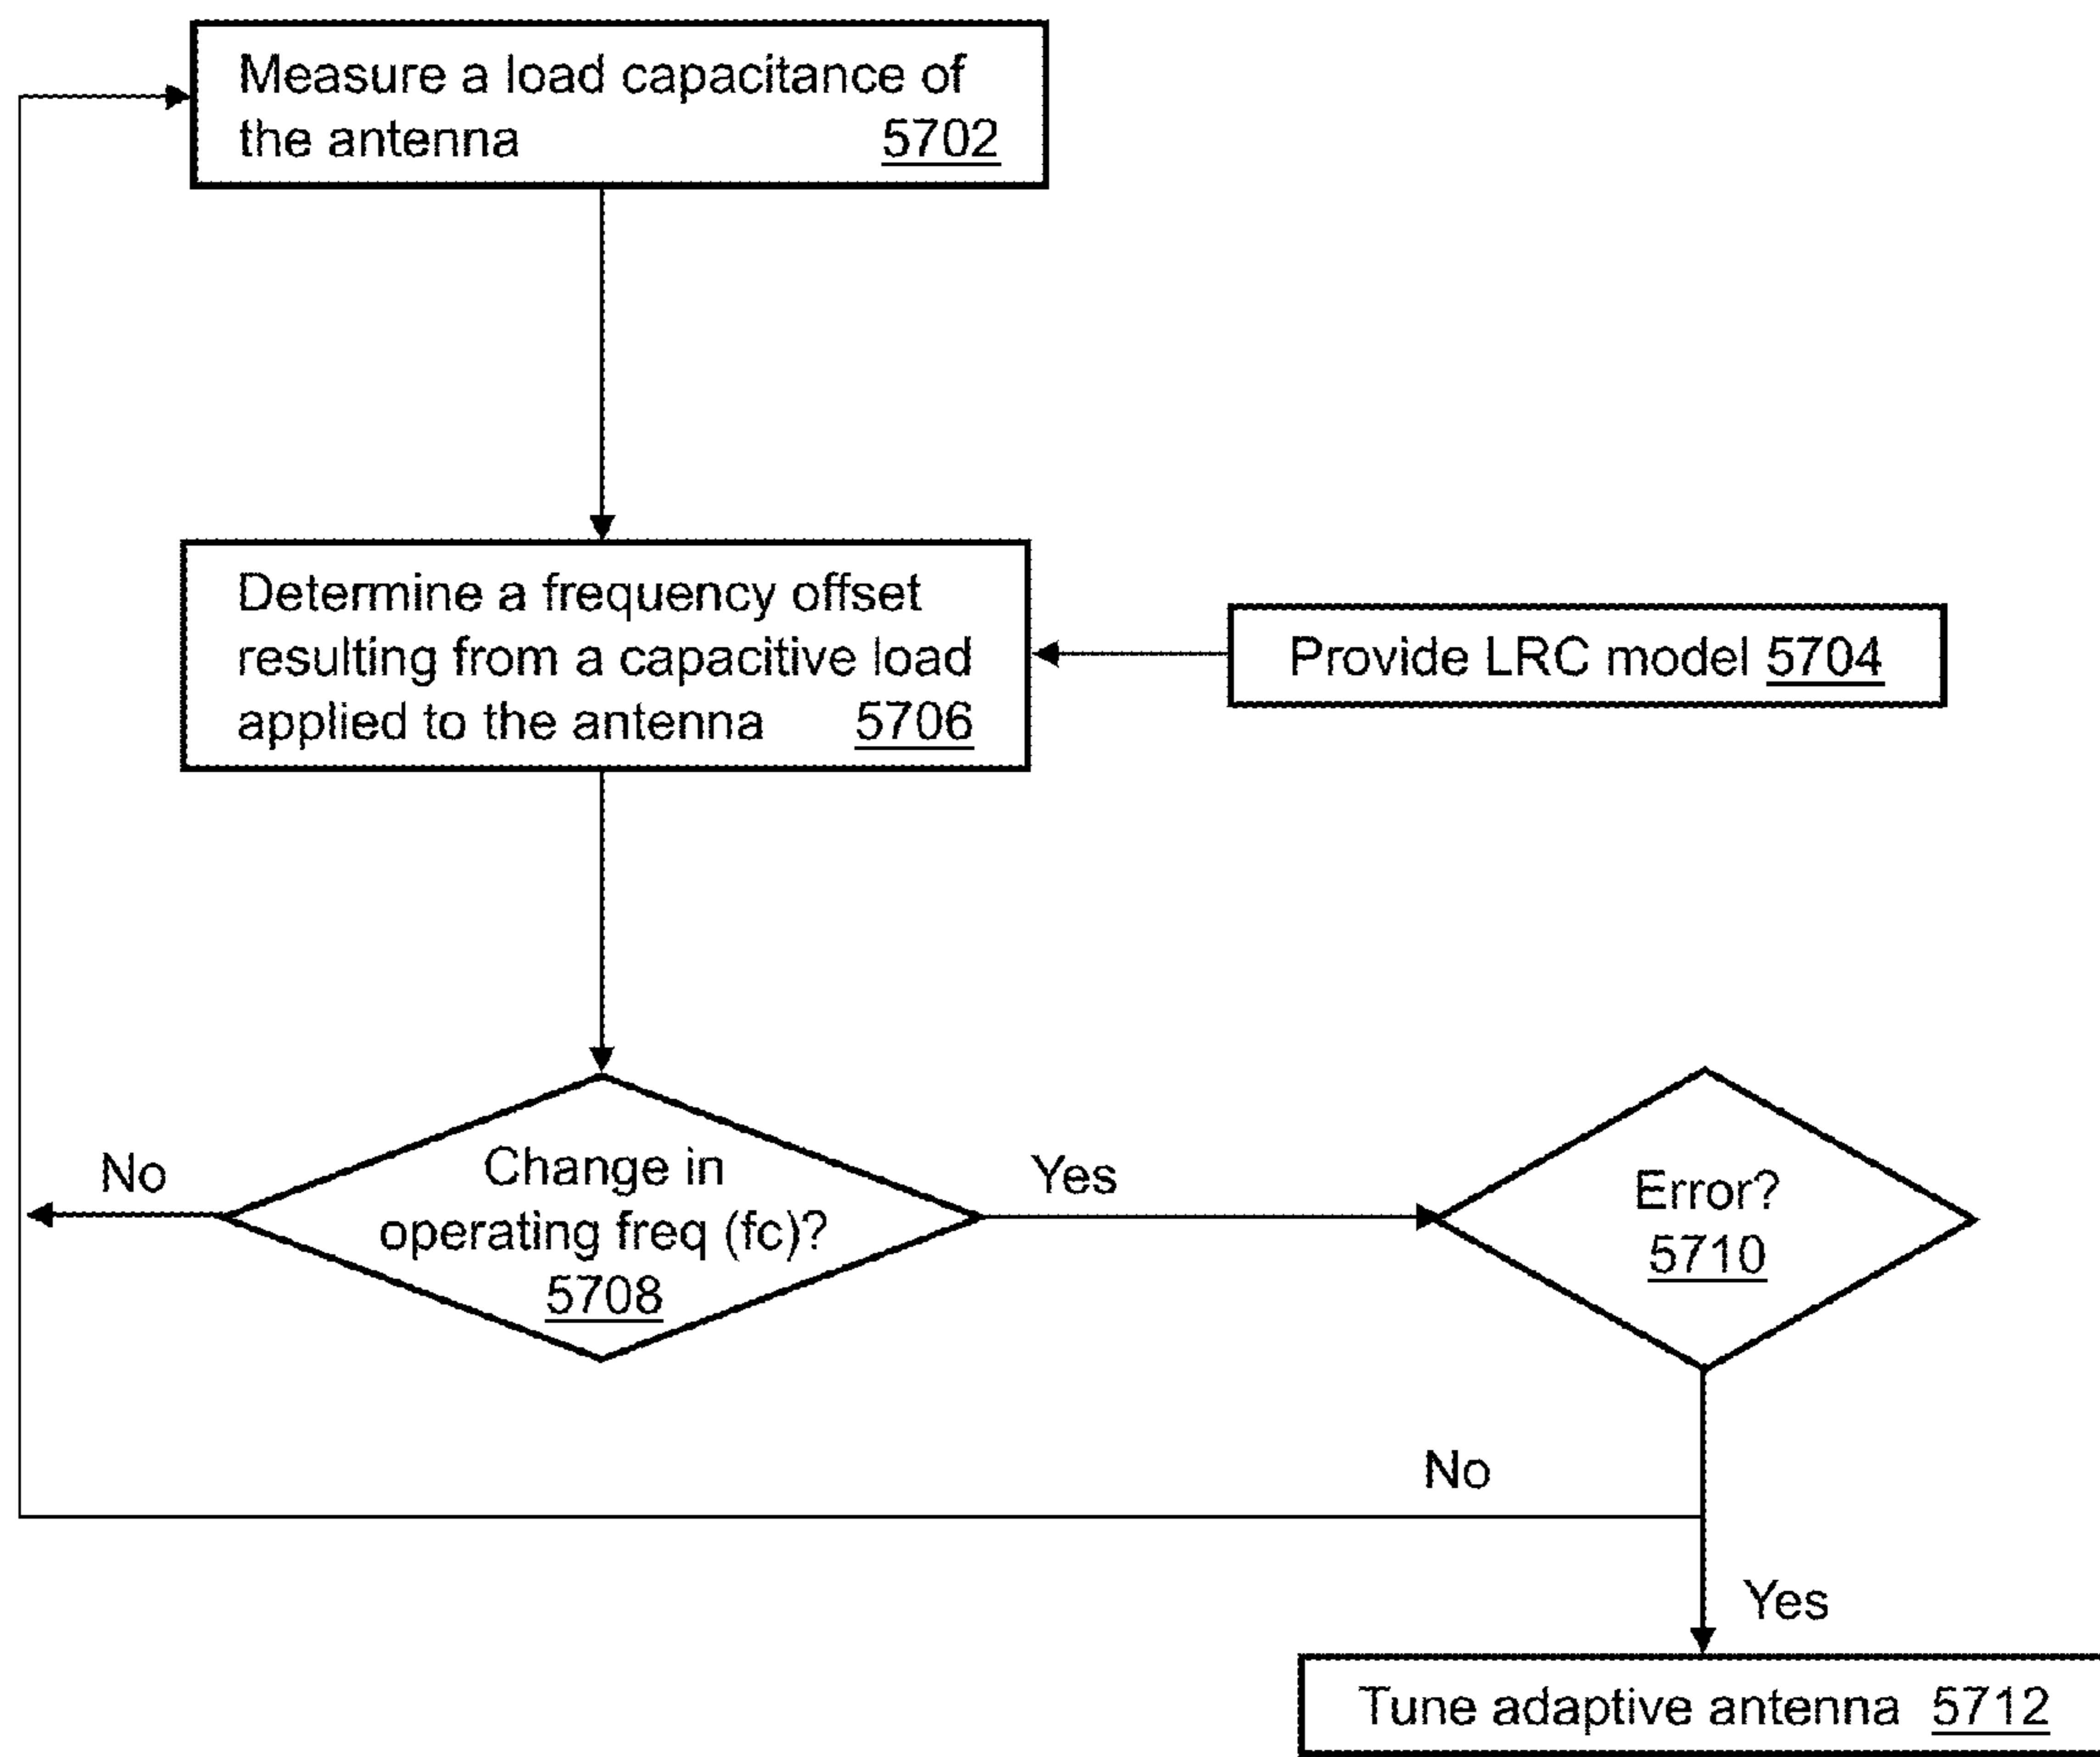 Measure a load capacitance of
the antenna 5702
Determine a frequency offset
resulting from a capacitive load
applied to the antenna 5706
Provide LRC model 5704
No
Change in
operating freq (fc)?
5708
Yes
Error?
5710
No
Yes
Tune adaptive antenna 5712